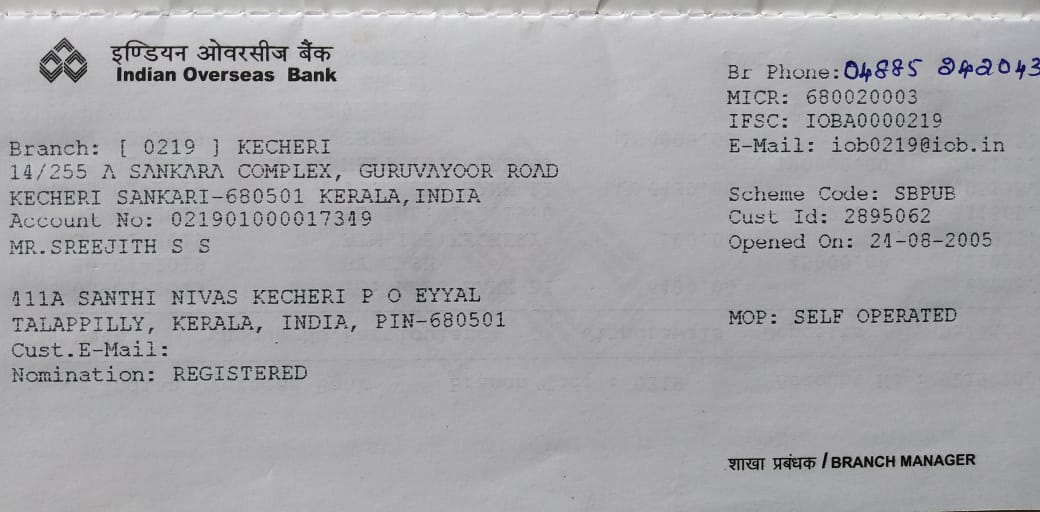 इण्डियन ओवरसीज बैंक
Indian Overseas Bank
Br Phone: 04885 242043
MICR: 680020003
IFSC: IOBA0000219
E-Mail: iob0219@iob.in
Branch: [ 0219 ] KECHERI
14/255 A SANKARA COMPLEX, GURUVAYOOR ROAD
KECHERI SANKARI-680501 KERALA,INDIA
Account No: 021901000017349
MR.SREEJITH S S
Scheme Code: SBPUB
Cust Id: 2895062
Opened On: 24-08-2005
411A SANTHI NIVAS KECHERI P O EYYAL
TALAPPILLY, KERALA, INDIA, PIN-680501
Cust.E-Mail:
Nomination: REGISTERED
MOP: SELF OPERATED
शाखा प्रबंधक / BRANCH MANAGER